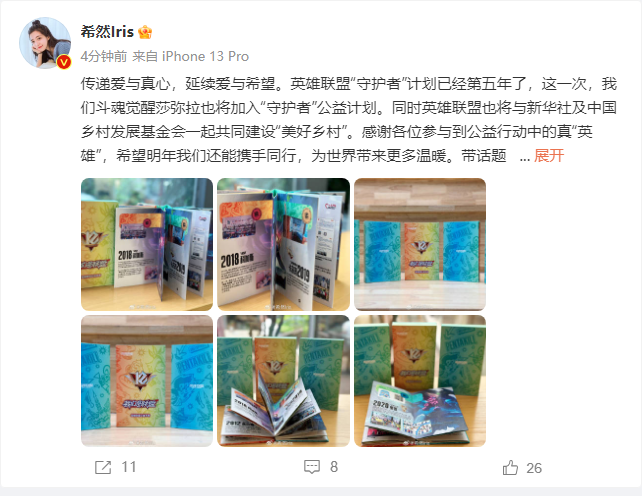 希然Iris
4分钟前 来自 iPhone 13 Pro
传递爱与真心，延续爱与希望。英雄联盟“守护者”计划已经第五年了，这一次，我
们斗魂觉醒莎弥拉也将加入“守护者”公益计划。同时英雄联盟也将与新华社及中国
乡村发展基金会一起共同建设“美好乡村”。感谢各位参与到公益行动中的真“英
雄”，希望明年我们还能携手同行，为世界带来更多温暖。带话题 ... 展开
2018
2018
2019
2018
2017
2020
11
8
26